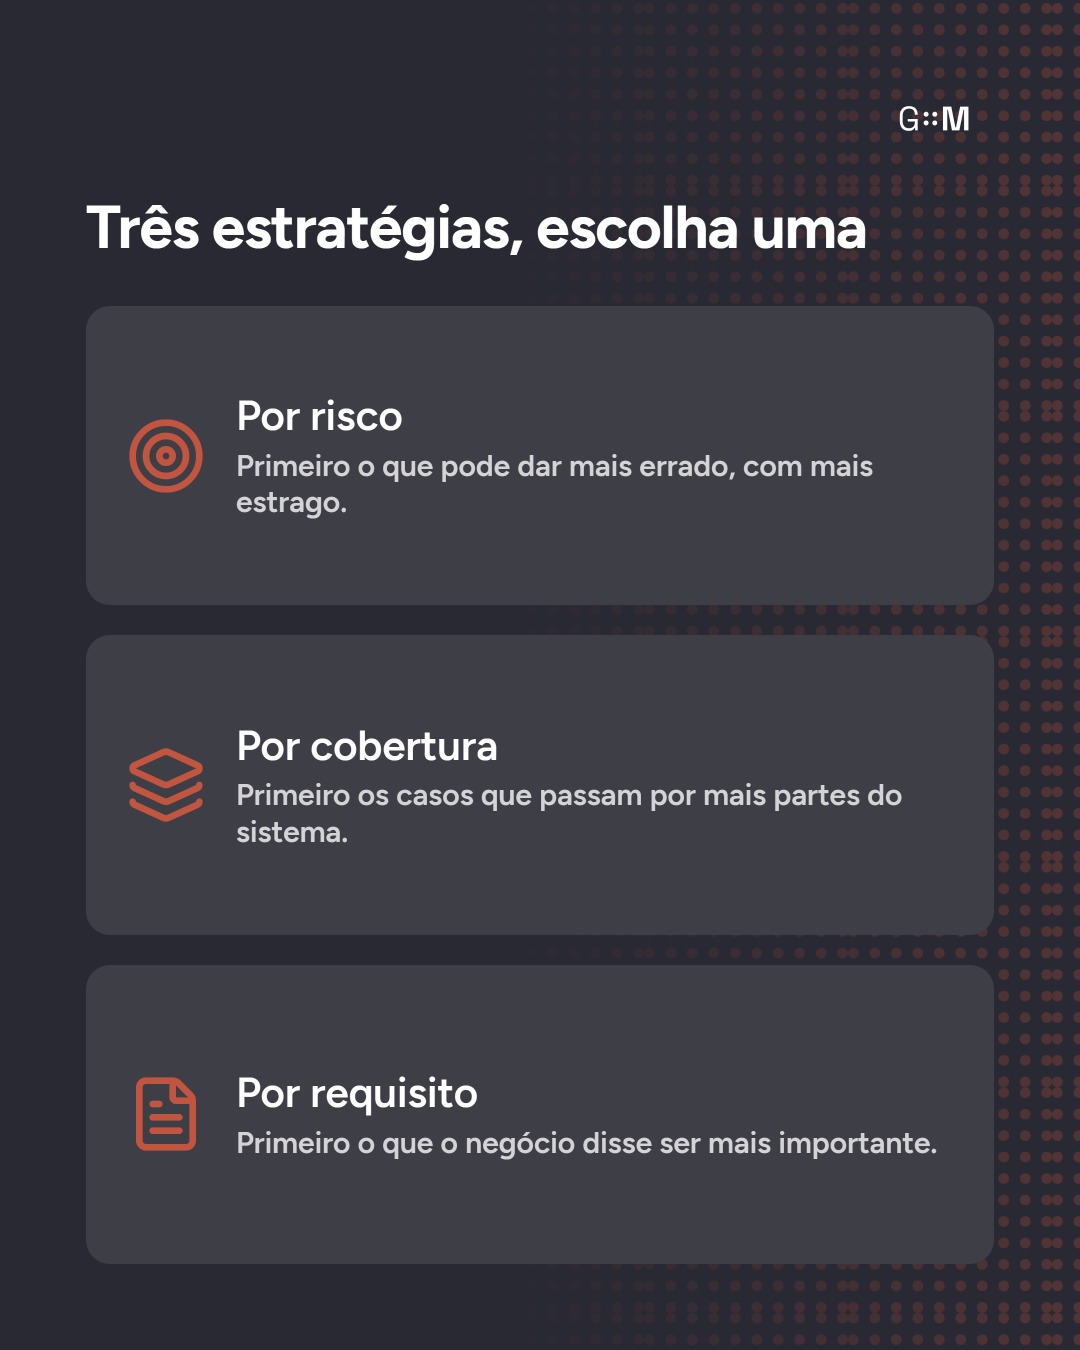 G::M
Três estratégias, escolha uma
Por risco
Primeiro o que pode dar mais errado, com mais
estrago.
Por cobertura
Primeiro os casos que passam por mais partes do
sistema.
Por requisito
Primeiro o que o negócio disse ser mais importante.